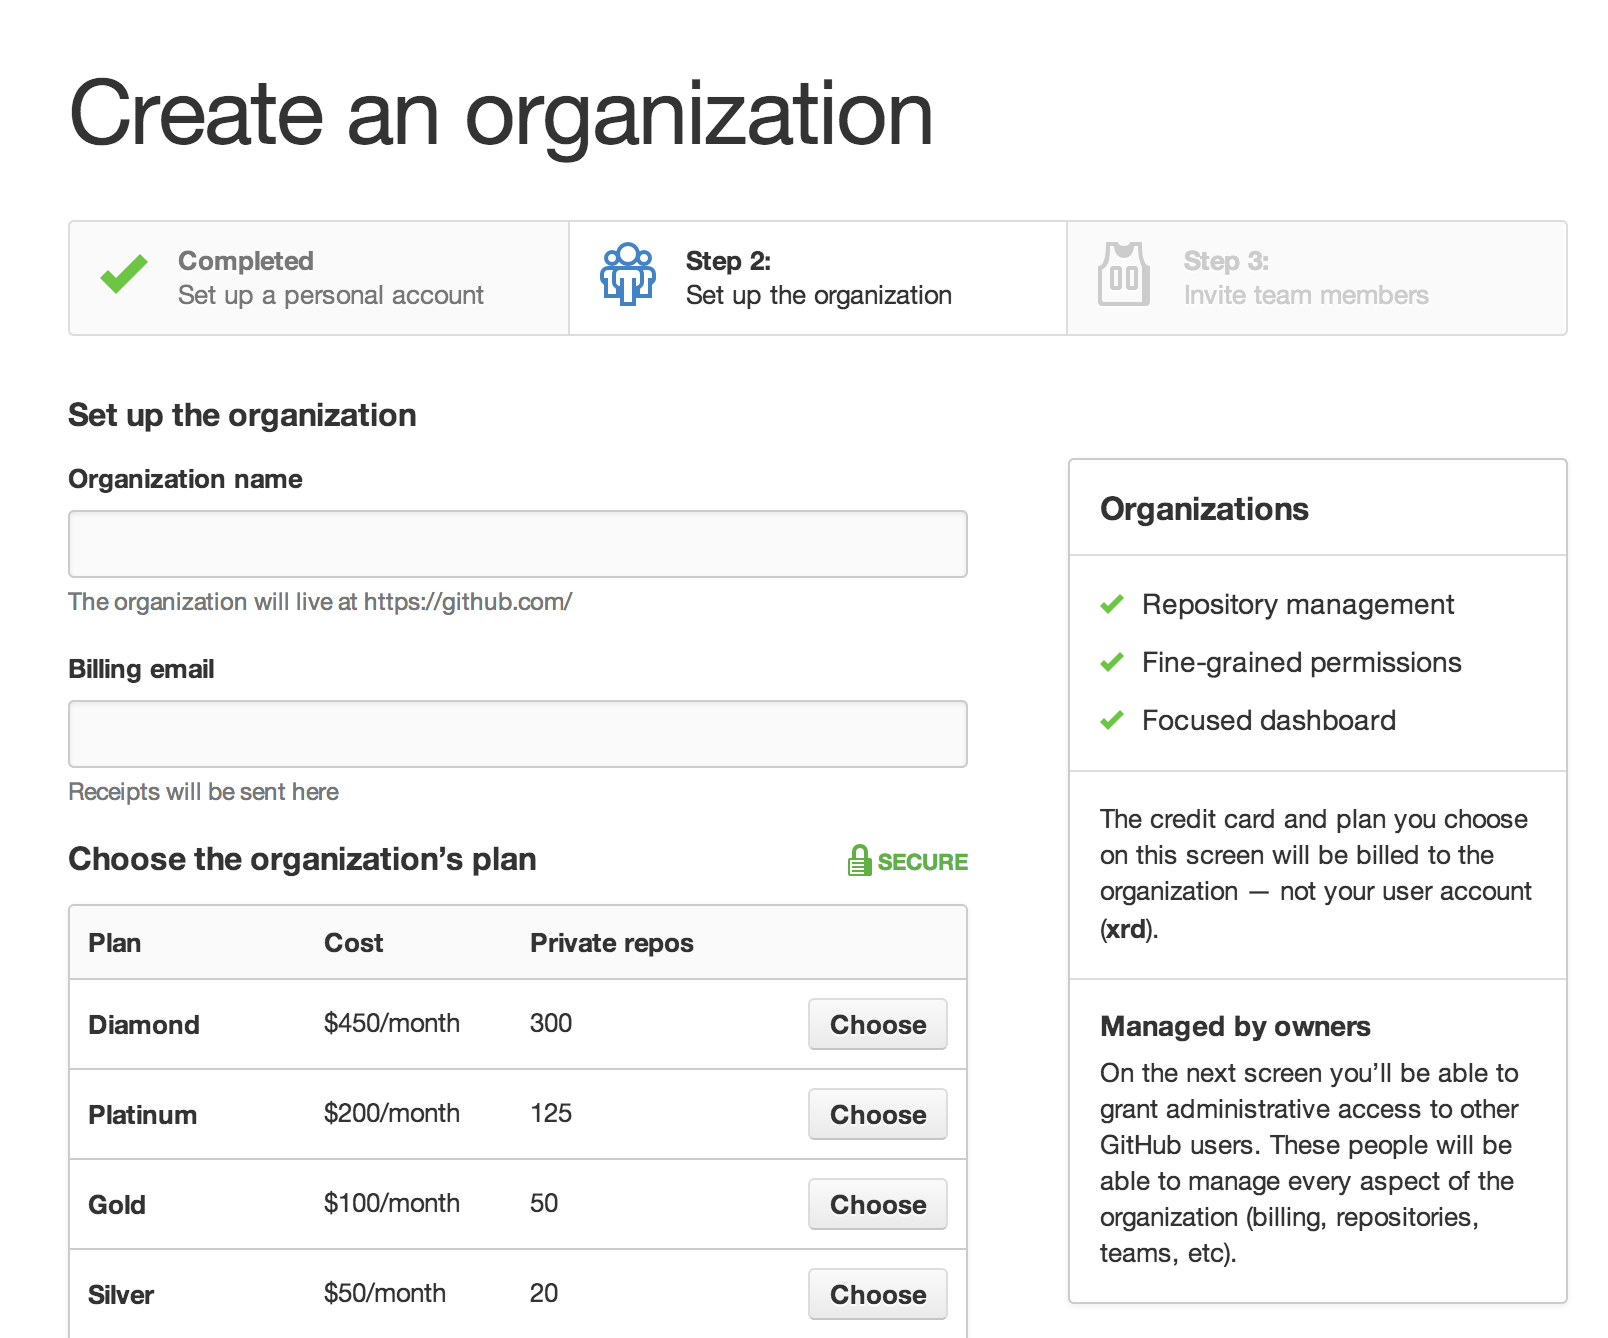 Create an organization
Completed
Set up a personal account
Step 2:
Set up the organization
Step 3:
Invite team members
Set up the organization
Organization name
The organization will live at https://github.com/
Billing email
Receipts will be sent here
Choose the organization’s plan
SECURE
Plan Cost Private repos
Diamond $450/month 300 Choose
Platinum $200/month 125 Choose
Gold $100/month 50 Choose
Silver $50/month 20 Choose
Organizations
Repository management
Fine-grained permissions
Focused dashboard
The credit card and plan you choose
on this screen will be billed to the
organization — not your user account
(xrd).
Managed by owners
On the next screen you’ll be able to
grant administrative access to other
GitHub users. These people will be
able to manage every aspect of the
organization (billing, repositories,
teams, etc).